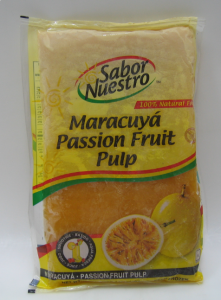 Sabor
Nuestro
100% Natural
Maracuyá
Passion Fruit
Pulp
MARACUYÁ - PASSION FRUIT PULP